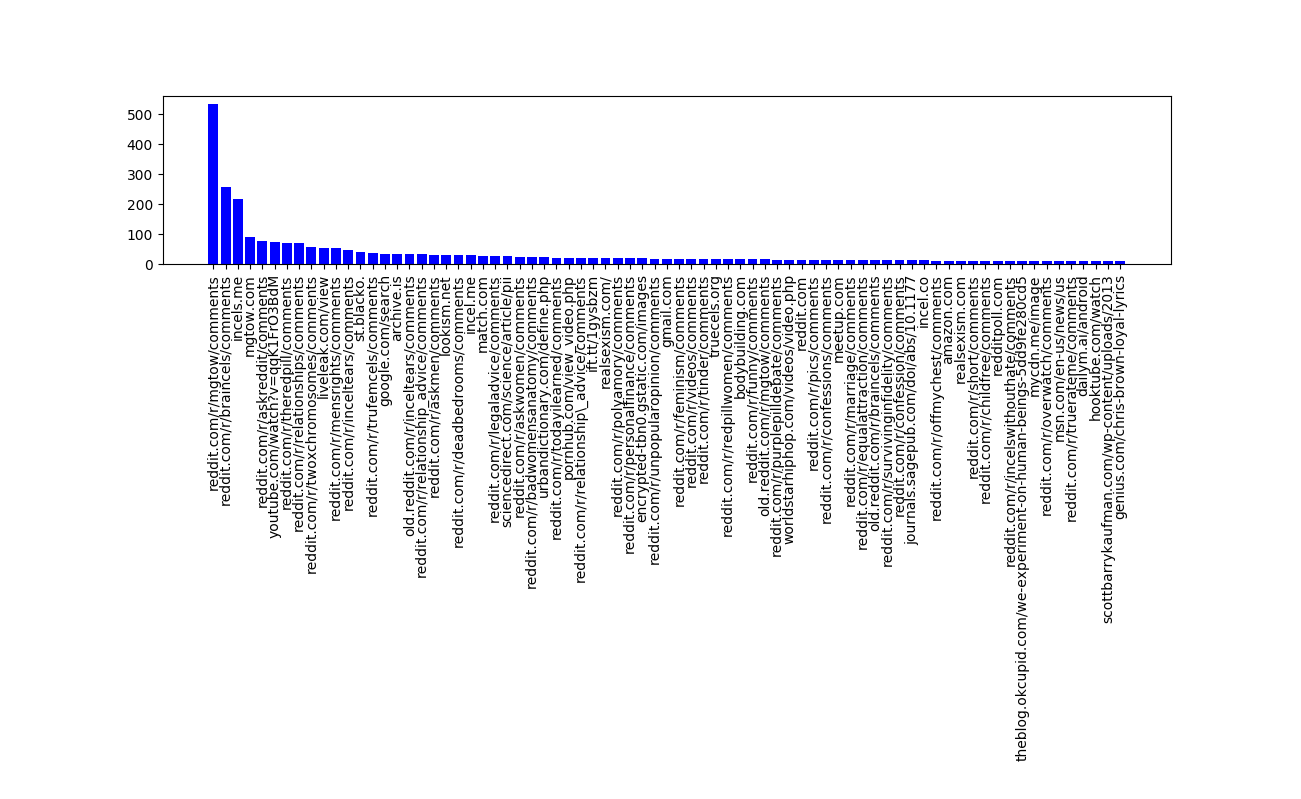 500
400
300
200
100
0
reddit.com/r/mgtow/comments
reddit.com/r/braincels/comments
incels.me
mgtow.com
reddit.com/r/askreddit/comments
youtube.com/watch?v=qqK1FrO3BdM
reddit.com/r/theredpill/comments
reddit.com/r/relationships/comments
reddit.com/r/twoxchromosomes/comments
liveleak.com/view
reddit.com/r/mensrights/comments
reddit.com/r/inceltears/comments
st.blacko.
reddit.com/r/trufemcels/comments
google.com/search
archive.is
old.reddit.com/r/inceltears/comments
reddit.com/r/relationship_advice/comments
reddit.com/r/askmen/comments
lookism.net
reddit.com/r/deadbedrooms/comments
incel.me
match.com
reddit.com/r/legaladvice/comments
sciencedirect.com/science/article/pii
reddit.com/r/askwomen/comments
reddit.com/r/badwomensanatomy/comments
urbandictionary.com/define.php
reddit.com/r/todayilearned/comments
pornhub.com/view_video.php
reddit.com/r/relationship\_advice/comments
ift.tt/1gysbzm
realsexism.com/
reddit.com/r/polyamory/comments
reddit.com/r/personalfinance/comments
encrypted-tbn0.gstatic.com/images
reddit.com/r/unpopularopinion/comments
gmail.com
reddit.com/r/feminism/comments
reddit.com/r/videos/comments
reddit.com/r/tinder/comments
truecels.org
reddit.com/r/redpillwomen/comments
bodybuilding.com
reddit.com/r/funny/comments
old.reddit.com/r/mgtow/comments
reddit.com/r/purplepilldebate/comments
worldstarhiphop.com/videos/video.php
reddit.com
reddit.com/r/pics/comments
reddit.com/r/confessions/comments
meetup.com
reddit.com/r/marriage/comments
reddit.com/r/equalattraction/comments
old.reddit.com/r/braincels/comments
reddit.com/r/survivinginfidelity/comments
reddit.com/r/confession/comments
journals.sagepub.com/doi/abs/10.1177
incel.co
reddit.com/r/offmychest/comments
amazon.com
realsexism.com
reddit.com/r/short/comments
reddit.com/r/childfree/comments
redditpoll.com
reddit.com/r/incelswithouthate/comments
theblog.okcupid.com/we-experiment-on-human-beings-5dd9fe280cd5
mycdn.me/image
reddit.com/r/overwatch/comments
msn.com/en-us/news/us
reddit.com/r/truerateme/comments
dailym.ai/android
hooktube.com/watch
scottbarrykaufman.com/wp-content/uploads/2013
genius.com/chris-brown-loyal-lyrics